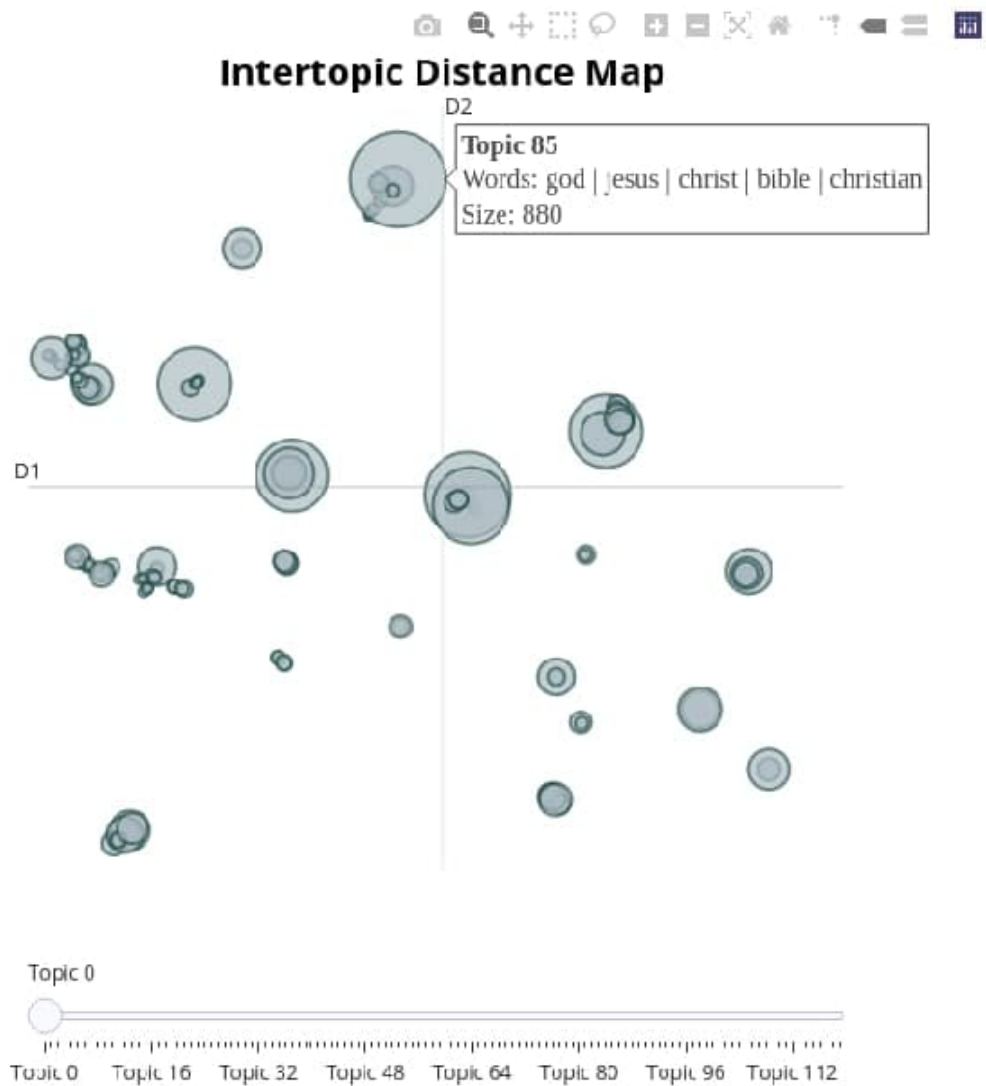 Intertopic Distance Map
D2
Topic 85
Words: god | jesus | christ | bible | christian
Size: 880
D1
Topic 0
Topic 0 Topic 16 Topic 32 Topic 48 Topic 64 Topic 80 Topic 96 Topic 112